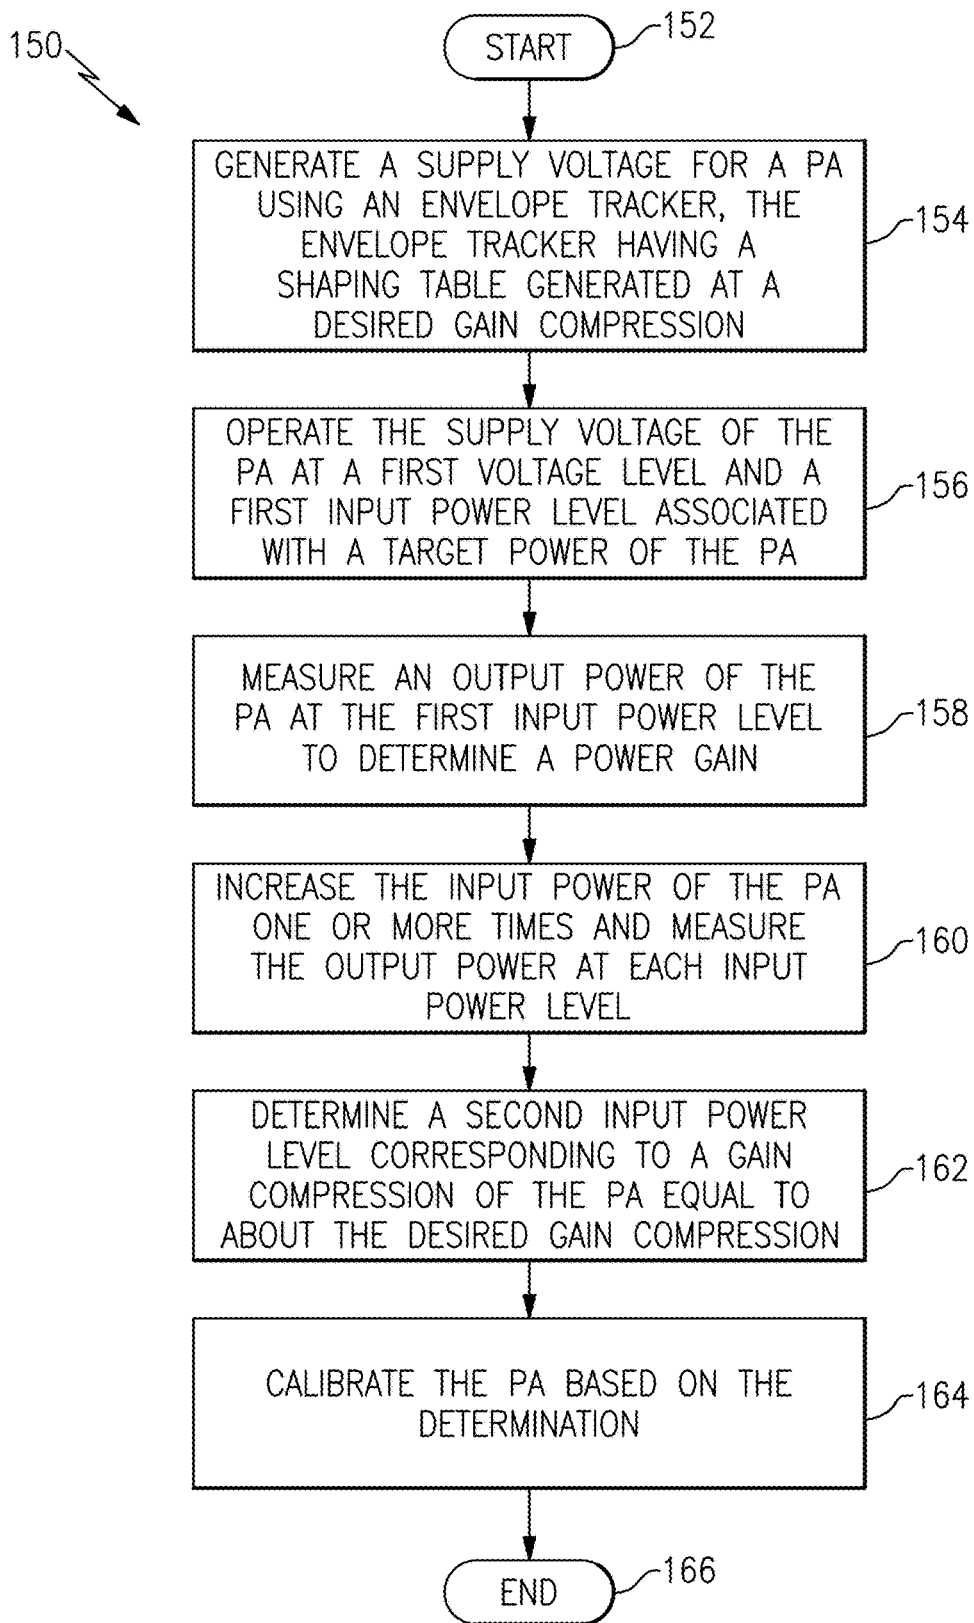 150
START
152
GENERATE A SUPPLY VOLTAGE FOR A PA
USING AN ENVELOPE TRACKER, THE
ENVELOPE TRACKER HAVING A
SHAPING TABLE GENERATED AT A
DESIRED GAIN COMPRESSION
154
OPERATE THE SUPPLY VOLTAGE OF THE
PA AT A FIRST VOLTAGE LEVEL AND A
FIRST INPUT POWER LEVEL ASSOCIATED
WITH A TARGET POWER OF THE PA
156
MEASURE AN OUTPUT POWER OF THE
PA AT THE FIRST INPUT POWER LEVEL
TO DETERMINE A POWER GAIN
158
INCREASE THE INPUT POWER OF THE PA
ONE OR MORE TIMES AND MEASURE
THE OUTPUT POWER AT EACH INPUT
POWER LEVEL
160
DETERMINE A SECOND INPUT POWER
LEVEL CORRESPONDING TO A GAIN
COMPRESSION OF THE PA EQUAL TO
ABOUT THE DESIRED GAIN COMPRESSION
162
CALIBRATE THE PA BASED ON THE
DETERMINATION
164
END
166